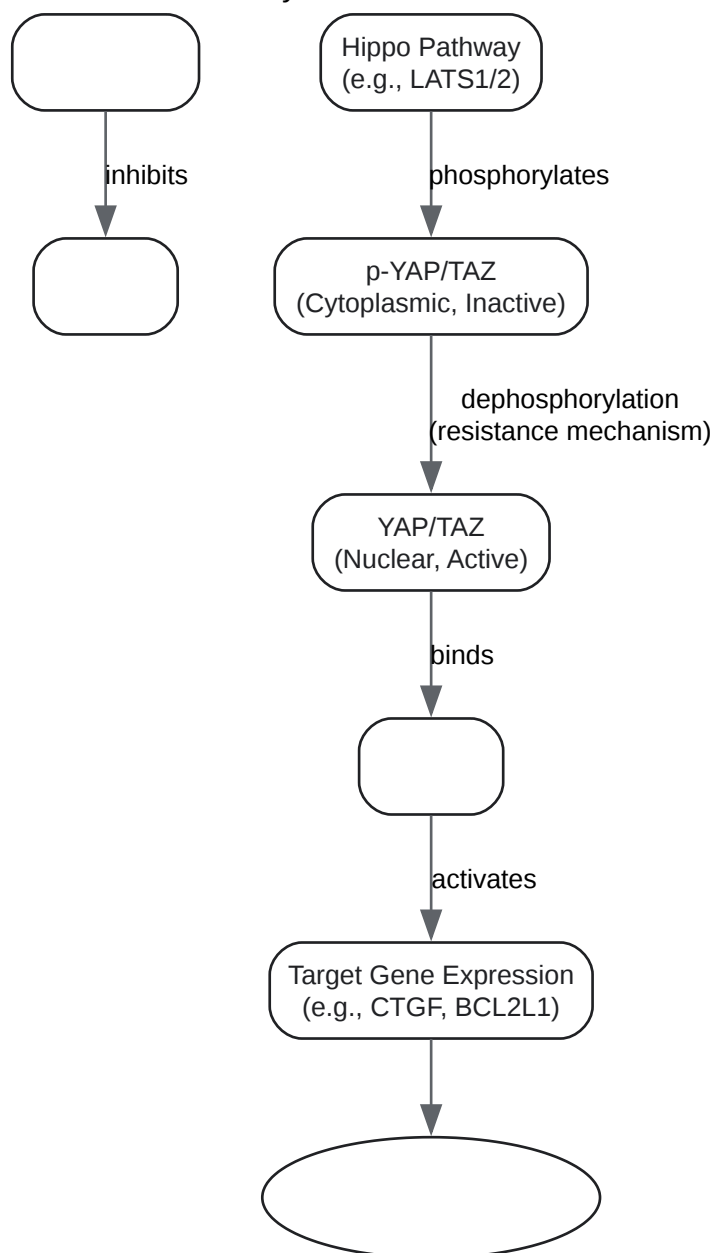 Hippo Pathway
(e.g., LATS1/2)
inhibits
phosphorylates
p-YAP/TAZ
(Cytoplasmic, Inactive)
dephosphorylation
(resistance mechanism)
YAP/TAZ
(Nuclear, Active)
binds
activates
Target Gene Expression
(e.g., CTGF, BCL2L1)